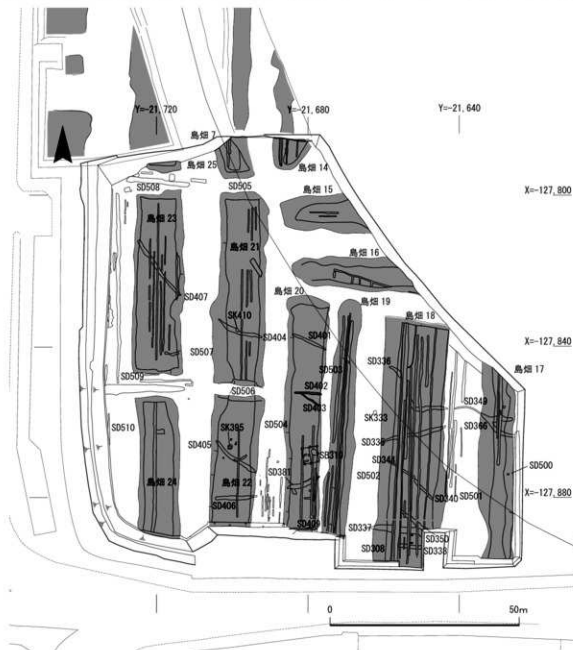 Y=-21,720
Y=-21,680
Y=-21,640
島畑 7
島畑 14
島畑 25
SD508
SD505
島畑 15
X=-127,800
島畑 23
島畑 21
島畑 16
島畑 20
島畑 19
SD407
SK410
島畑 18
SD404
SD401
X=-127,840
SD507
SD503
SD336
島畑 17
SD509
SD506
SD402
SD403
SD349
SK333
SD366
SD510
SK395
SD504
SD405
SB310
SD335
SD500
SD381
SD344
島畑 24
島畑 22
SD502
SD340
SD501
X=-127,880
SD406
SD409
SD337
SD350
SD308
SD338
0
50m